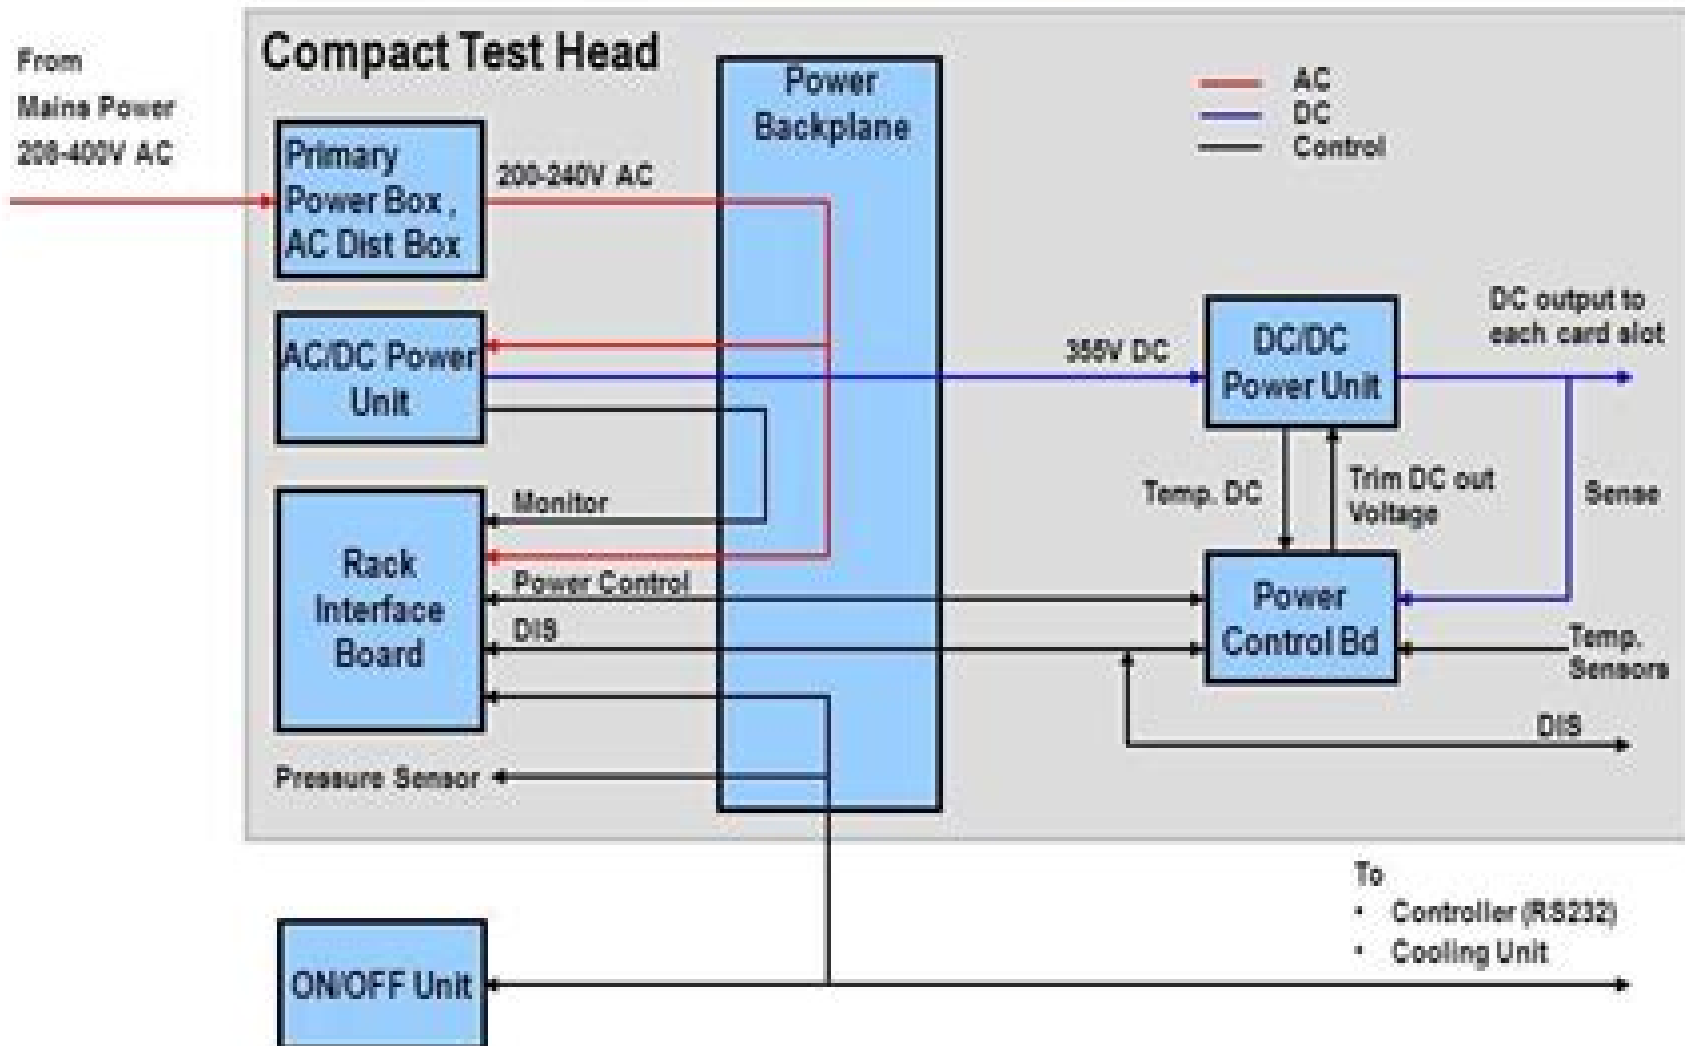 From
Mains Power
208-400V AC
Compact Test Head
Power
Backplane
AC
DC
Control
Primary
Power Box ,
AC Dist Box
200-240V AC
AC/DC Power
Unit
355V DC
DC/DC
Power Unit
DC output to
each card slot
Monitor
Temp. DC
Trim DC out
Voltage
Sense
Rack
Interface
Board
Power Control
DIS
Power
Control Bd
Temp.
Sensors
DIS
Pressure Sensor
To
• Controller (RS232)
• Cooling Unit
ON/OFF Unit